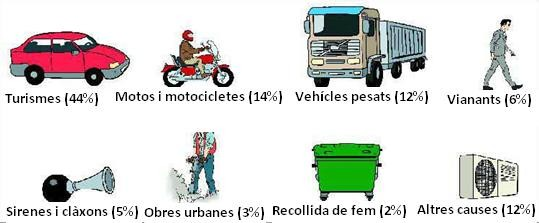 Turismes (44%)
Motos i motocicletes (14%)
Vehícles pesats (12%)
Vianants (6%)
Sirenes i clàxons (5%)
Obres urbanes (3%)
Recollida de fem (2%)
Altres causes (12%)